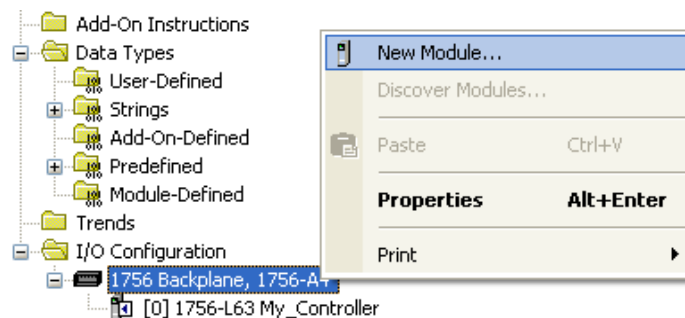 Add-On Instructions
Data Types
User-Defined
Strings
Add-On-Defined
Predefined
Module-Defined
Trends
I/O Configuration
1756 Backplane, 1756-A
[0] 1756-L63 My_Controller
New Module...
Discover Modules...
Paste Ctrl+V
Properties Alt+Enter
Print